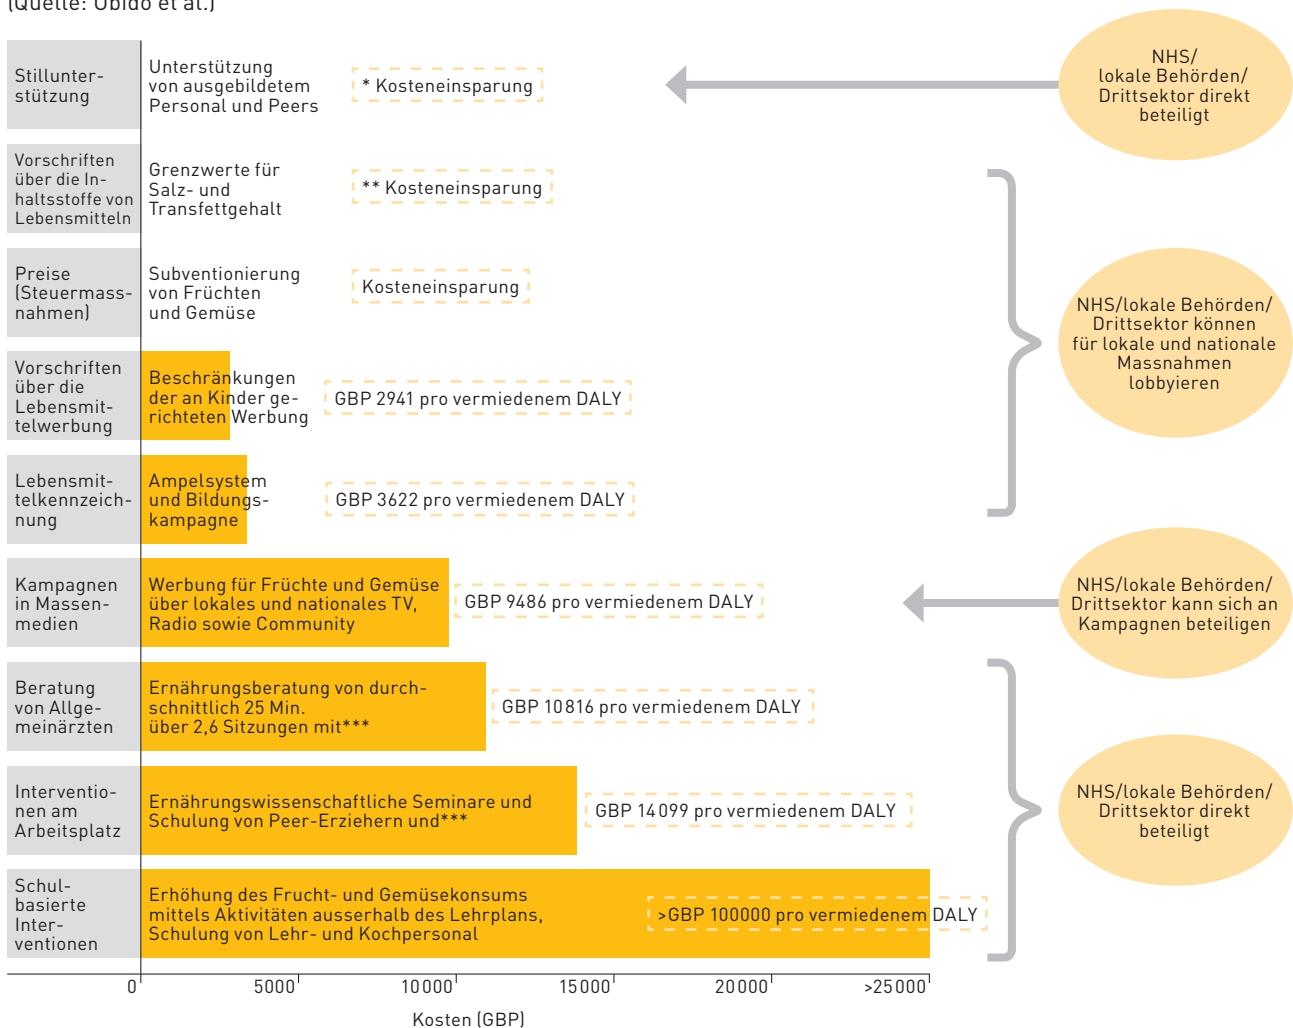 (Quelle: Ubido et al.)
Stillunter-
stützung
Unterstützung
von ausgebildetem
Personal und Peers
* Kosteneinsparung
NHS/
lokale Behörden/
Drittsektor direkt
beteiligt
Vorschriften
über die In-
haltsstoffe von
Lebensmitteln
Grenzwerte für
Salz- und
Transfettgehalt
** Kosteneinsparung
Preise
(Steuermass-
nahmen)
Subventionierung
von Früchten
und Gemüse
Kosteneinsparung
NHS/lokale Behörden/
Drittsektor können
für lokale und nationale
Massnahmen
lobbyieren
Vorschriften
über die
Lebensmit-
telwerbung
Beschränkungen
der an Kinder ge-
richteten Werbung
GBP 2941 pro vermiedenem DALY
Lebensmit-
telkennzeich-
nung
Ampelsystem
und Bildungs-
kampagne
GBP 3622 pro vermiedenem DALY
Kampagnen
in Massen-
medien
Werbung für Früchte und Gemüse
über lokales und nationales TV,
Radio sowie Community
GBP 9486 pro vermiedenem DALY
NHS/lokale Behörden/
Drittsektor kann sich an
Kampagnen beteiligen
Beratung
von Allge-
meinärzten
Ernährungsberatung von durch-
schnittlich 25 Min.
über 2,6 Sitzungen mit***
GBP 10816 pro vermiedenem DALY
Interventio-
nen am
Arbeitsplatz
Ernährungswissenschaftliche Seminare und
Schulung von Peer-Erziehern und***
GBP 14099 pro vermiedenem DALY
NHS/lokale Behörden/
Drittsektor direkt
beteiligt
Schul-
basierte
Inter-
ventionen
Erhöhung des Frucht- und Gemüsekonsums
mittels Aktivitäten ausserhalb des Lehrplans,
Schulung von Lehr- und Kochpersonal
>GBP 100000 pro vermiedenem DALY
0 5000 10000 15000 20000 >25000
Kosten (GBP)